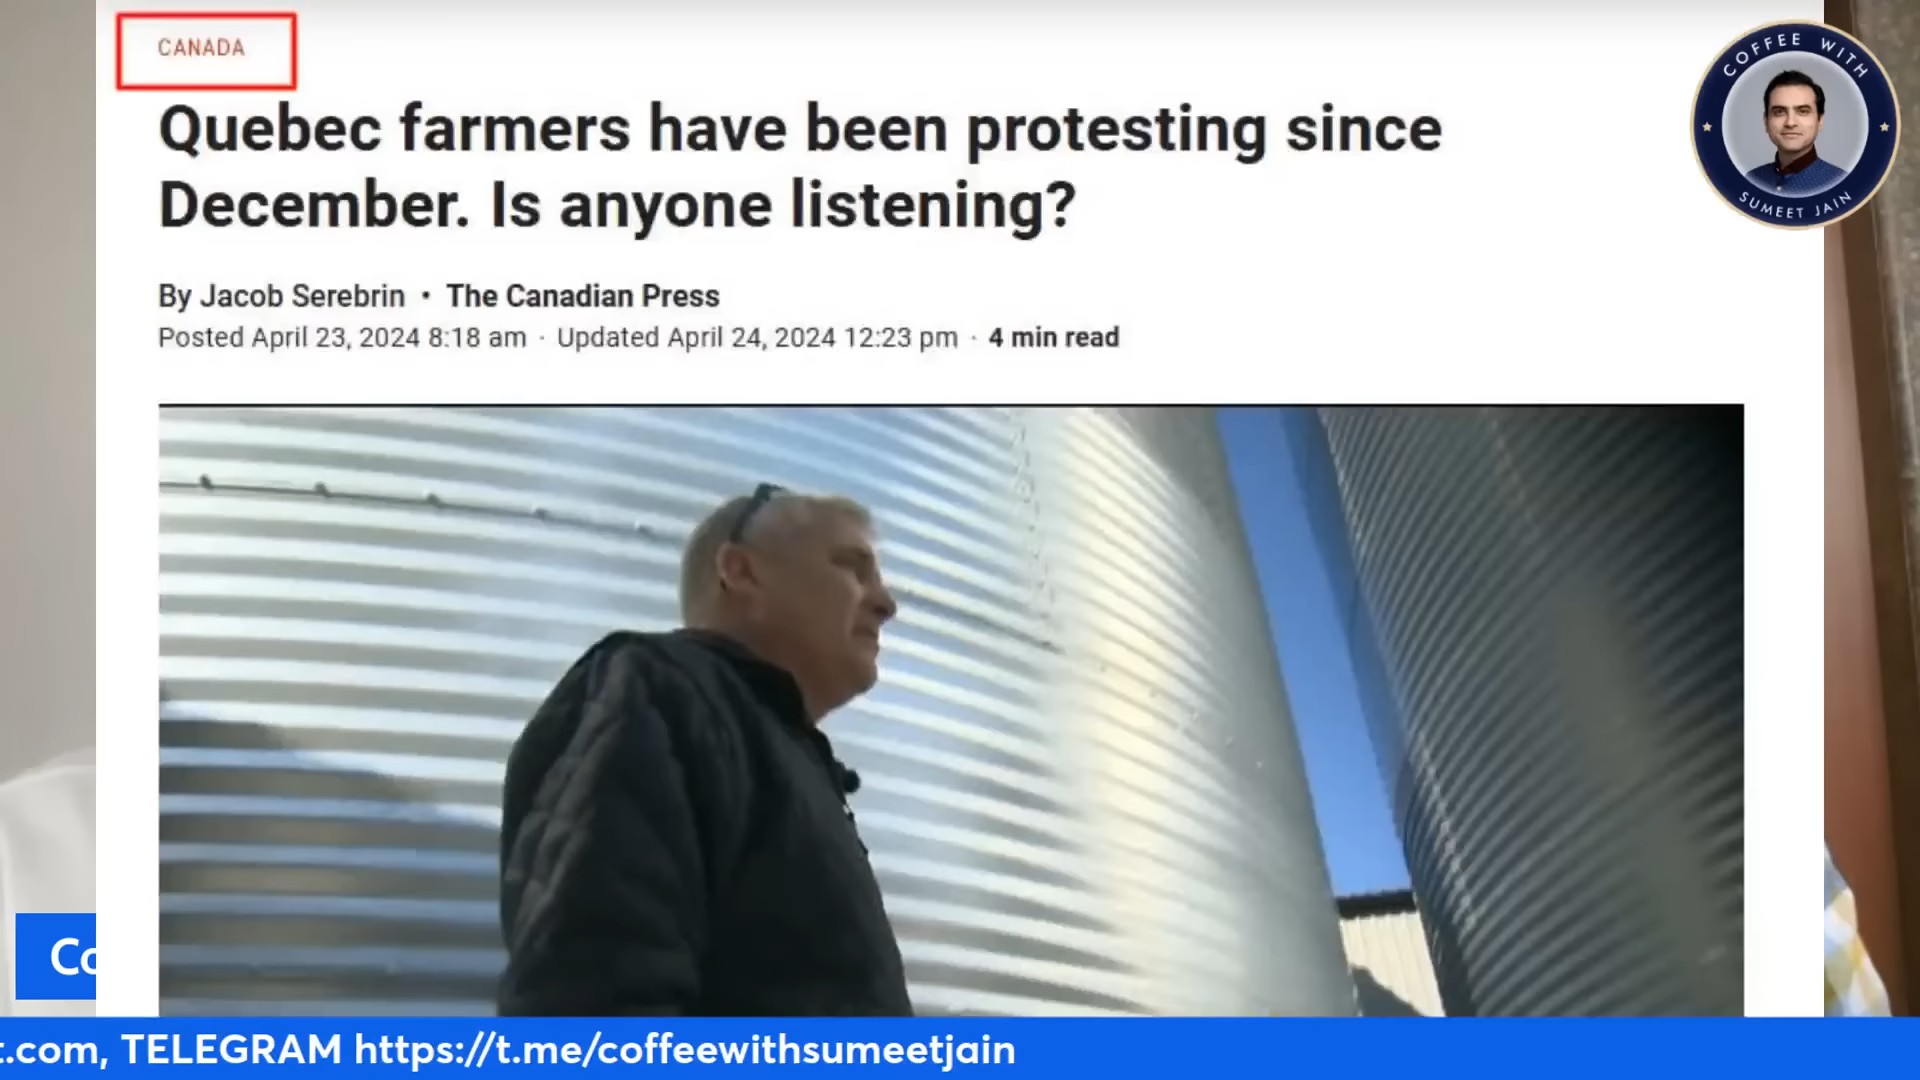 CANADA
Quebec farmers have been protesting since
December. Is anyone listening?
By Jacob Serebrin • The Canadian Press
Posted April 23, 2024 8:18 am · Updated April 24, 2024 12:23 pm · 4 min read
COFFEE WITH
SUMEET JAIN
Co
t.com, TELEGRAM https://t.me/coffeewithsumeetjain